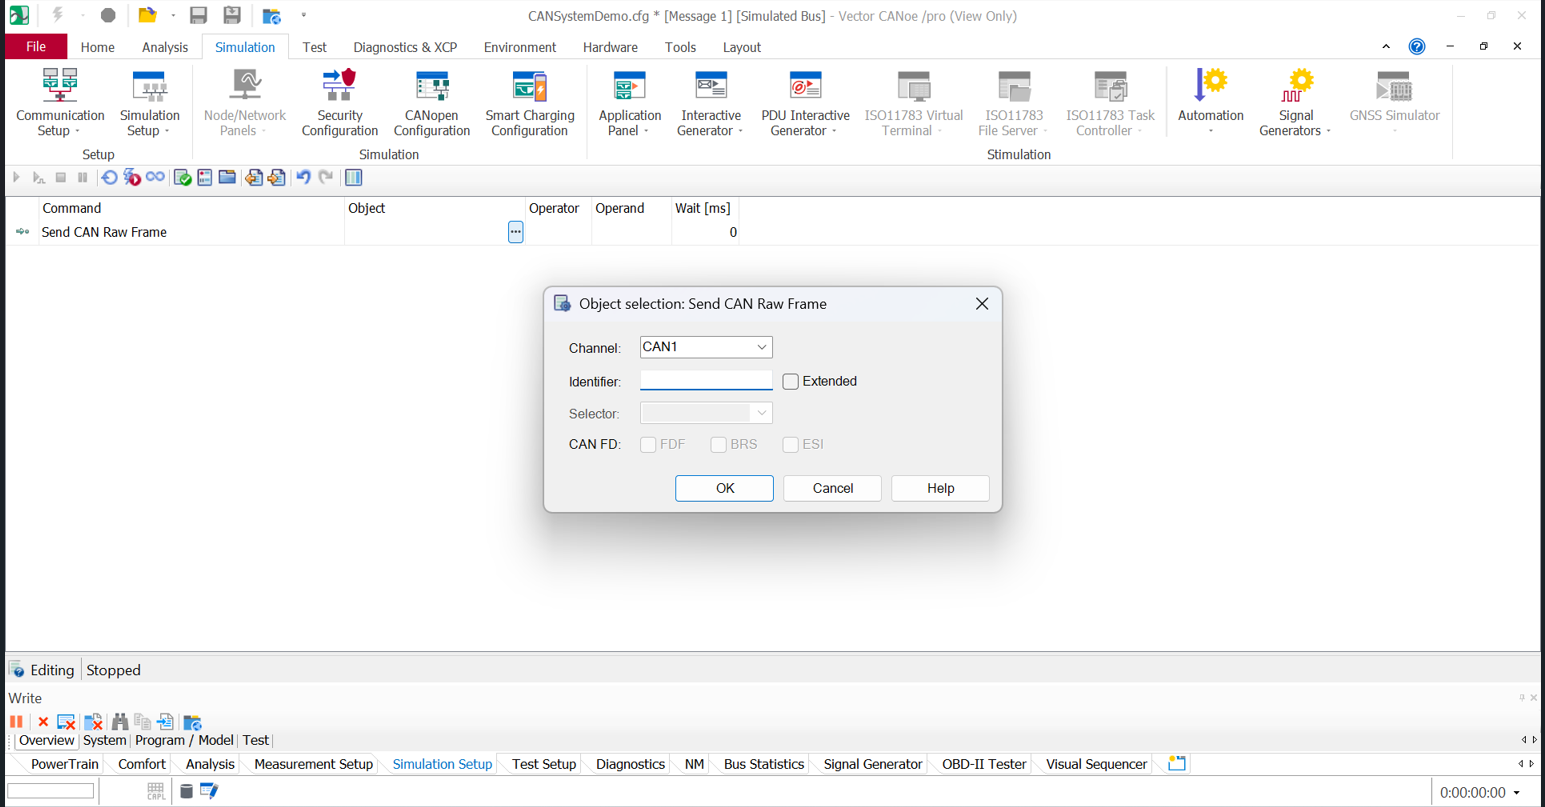 CANSystemDemo.cfg * [Message 1] [Simulated Bus] - Vector CANoe /pro (View Only)
File Home Analysis Simulation Test Diagnostics & XCP Environment Hardware Tools Layout
Communication Setup
Simulation Setup
Node/Network Panels
Security Configuration
CANopen Configuration
Smart Charging Configuration
Application Panel
Interactive Generator
PDU Interactive Generator
ISO11783 Virtual Terminal
ISO11783 File Server
ISO11783 Task Controller
Automation
Signal Generators
GNSS Simulator
Setup Simulation Stimulation
Command Object Operator Operand Wait [ms]
Send CAN Raw Frame ... 0
Object selection: Send CAN Raw Frame
Channel: CAN1
Identifier: Extended
Selector:
CAN FD: FDF BRS ESI
OK Cancel Help
Editing Stopped
Write
Overview System Program / Model Test
PowerTrain Comfort Analysis Measurement Setup Simulation Setup Test Setup Diagnostics NM Bus Statistics Signal Generator OBD-II Tester Visual Sequencer
CAPL 0:00:00:00